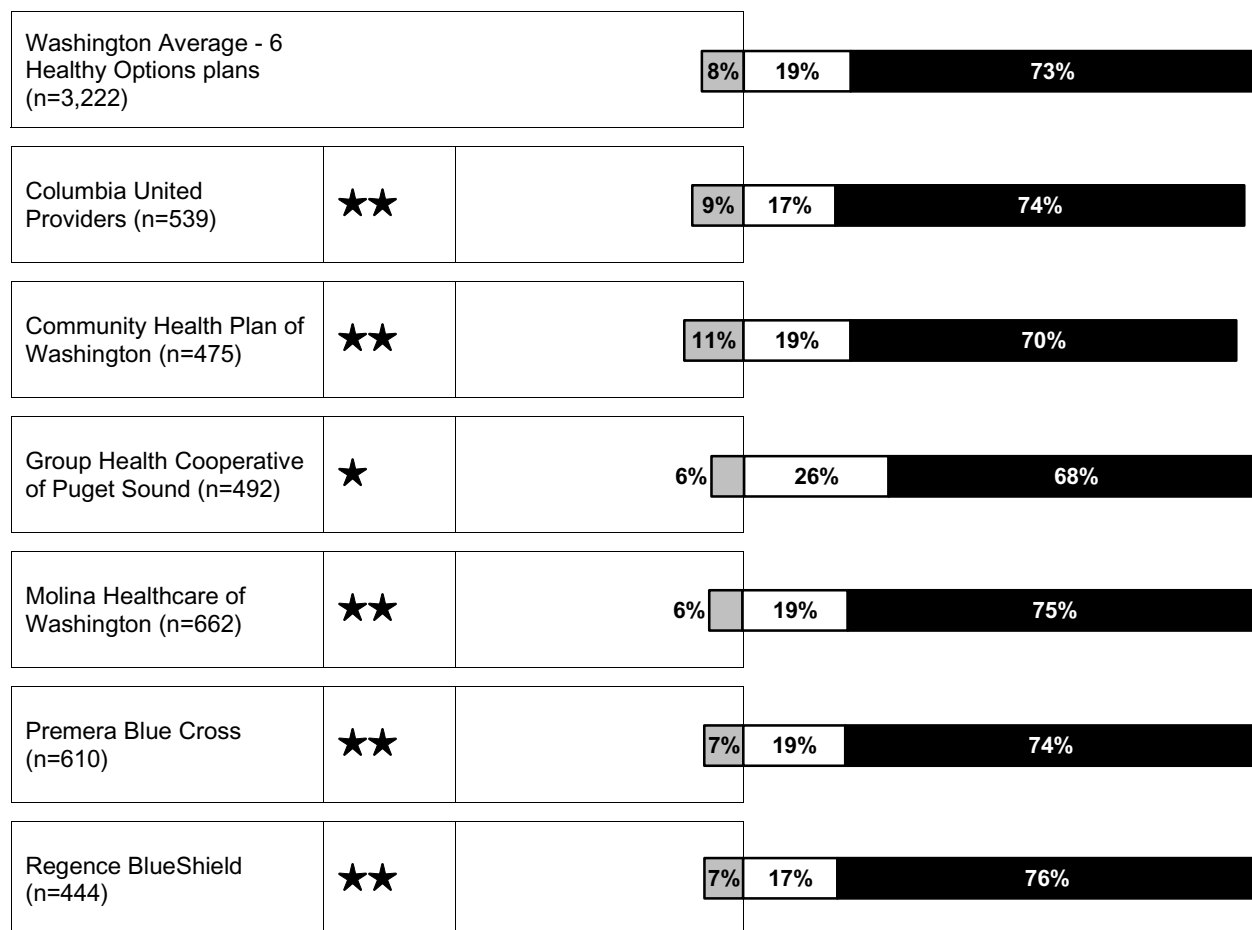 Washington Average - 6
Healthy Options plans
(n=3,222)
8% 19% 73%
Columbia United
Providers (n=539)
★★
9% 17% 74%
Community Health Plan of
Washington (n=475)
★★
11% 19% 70%
Group Health Cooperative
of Puget Sound (n=492)
★
6% 26% 68%
Molina Healthcare of
Washington (n=662)
★★
6% 19% 75%
Premera Blue Cross
(n=610)
★★
7% 19% 74%
Regence BlueShield
(n=444)
★★
7% 17% 76%